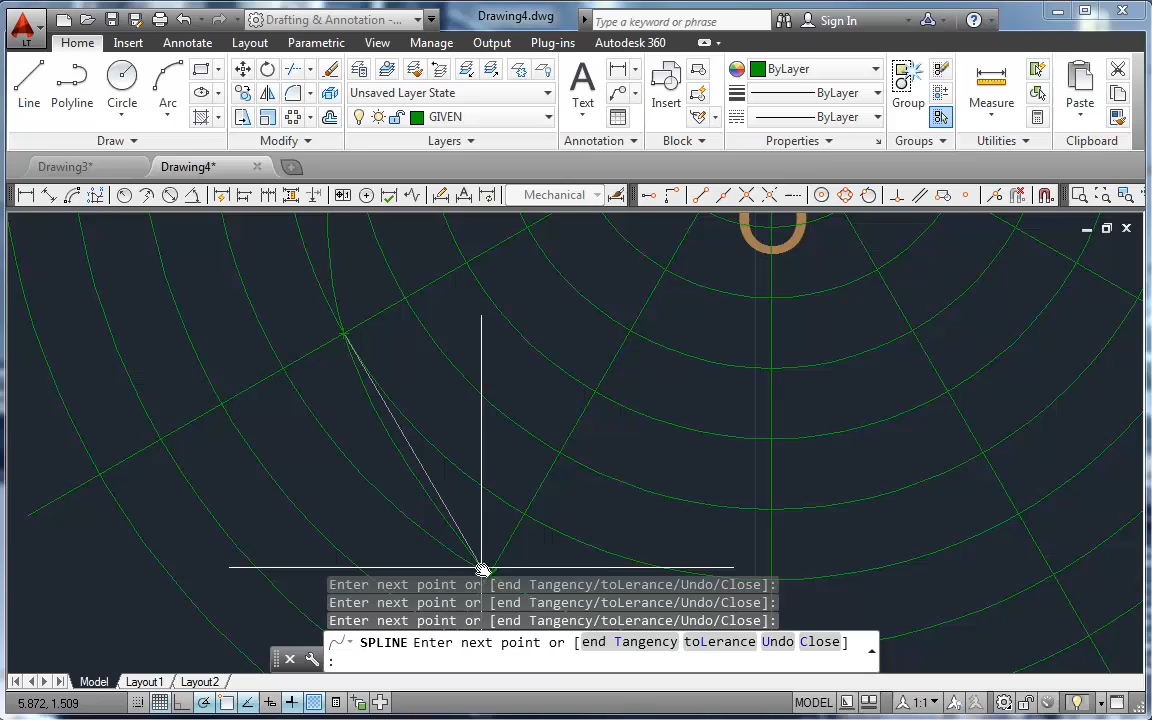 Drafting & Annotation -...
Drawing4.dwg
Type a keyword or phrase
Sign In
LT
Home Insert Annotate Layout Parametric View Manage Output Plug-ins Autodesk 360
Line Polyline Circle Arc
Unsaved Layer State
GIVEN
Text
Insert
ByLayer
ByLayer
ByLayer
Group
Measure
Paste
Draw Modify Layers Annotation Block Properties Groups Utilities Clipboard
Drawing3* Drawing4*
Mechanical
Enter next point or [end Tangency/toLerance/Undo/Close]:
Enter next point or [end Tangency/toLerance/Undo/Close]:
Enter next point or [end Tangency/toLerance/Undo/Close]:
SPLINE Enter next point or [end Tangency toLerance Undo Close]
:
Model Layout1 Layout2
5.872, 1.509
MODEL
1:1